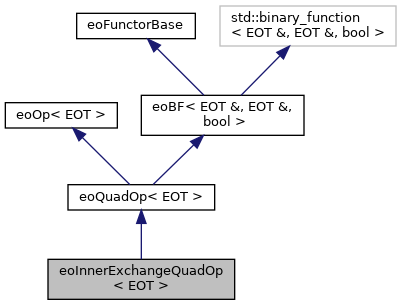 eoFunctorBase
std::binary_function
< EOT &, EOT &, bool >
eoOp< EOT >
eoBF< EOT &, EOT &,
bool >
eoQuadOp< EOT >
eoInnerExchangeQuadOp
< EOT >